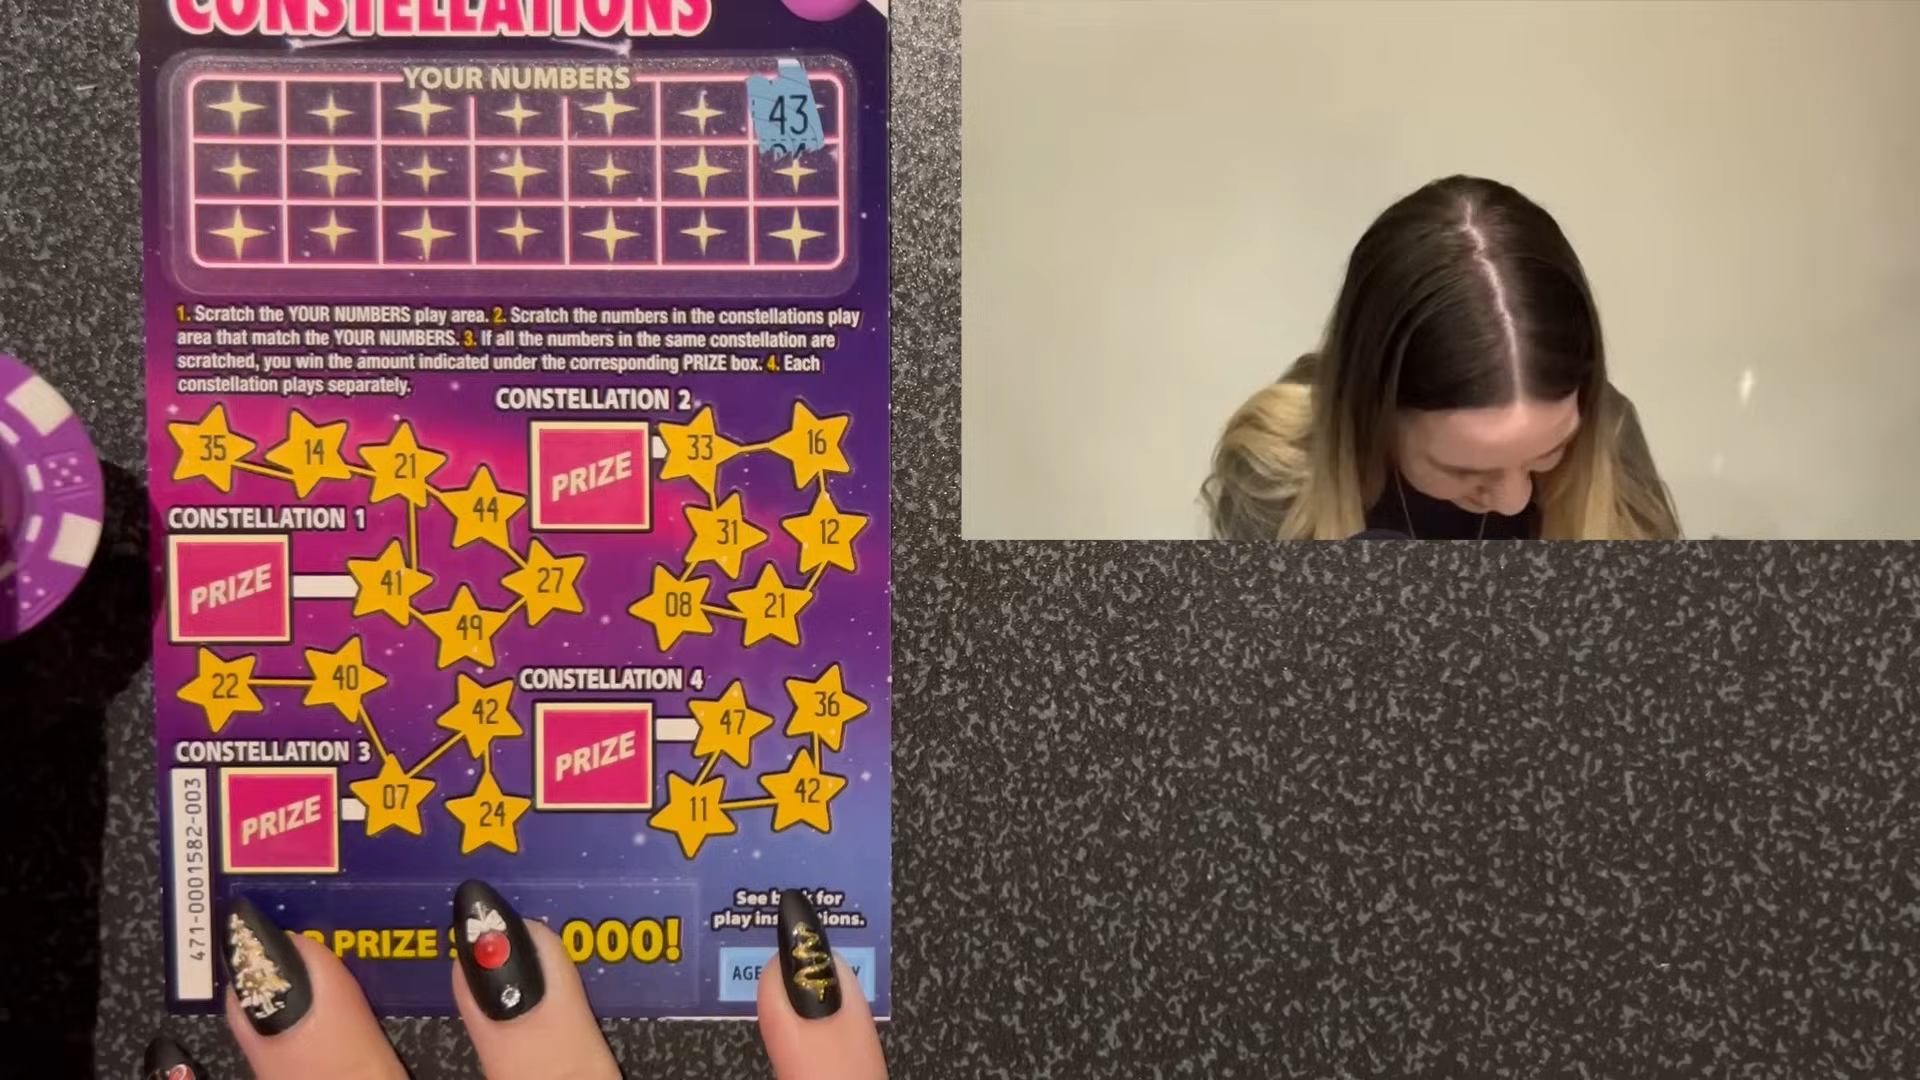 CONSTELLATIONS
YOUR NUMBERS
43
1. Scratch the YOUR NUMBERS play area. 2. Scratch the numbers in the constellations play
area that match the YOUR NUMBERS. 3. If all the numbers in the same constellation are
scratched, you win the amount indicated under the corresponding PRIZE box. 4. Each
constellation plays separately.
CONSTELLATION 2
35 14 21 44
PRIZE
33 16
31 12
08 21
CONSTELLATION 1
PRIZE
41 49 27
22 40 42
CONSTELLATION 4
PRIZE
47 36
11 42
CONSTELLATION 3
PRIZE
07 24
471-0001582-003
PRIZE
000!
See for
play
AGE